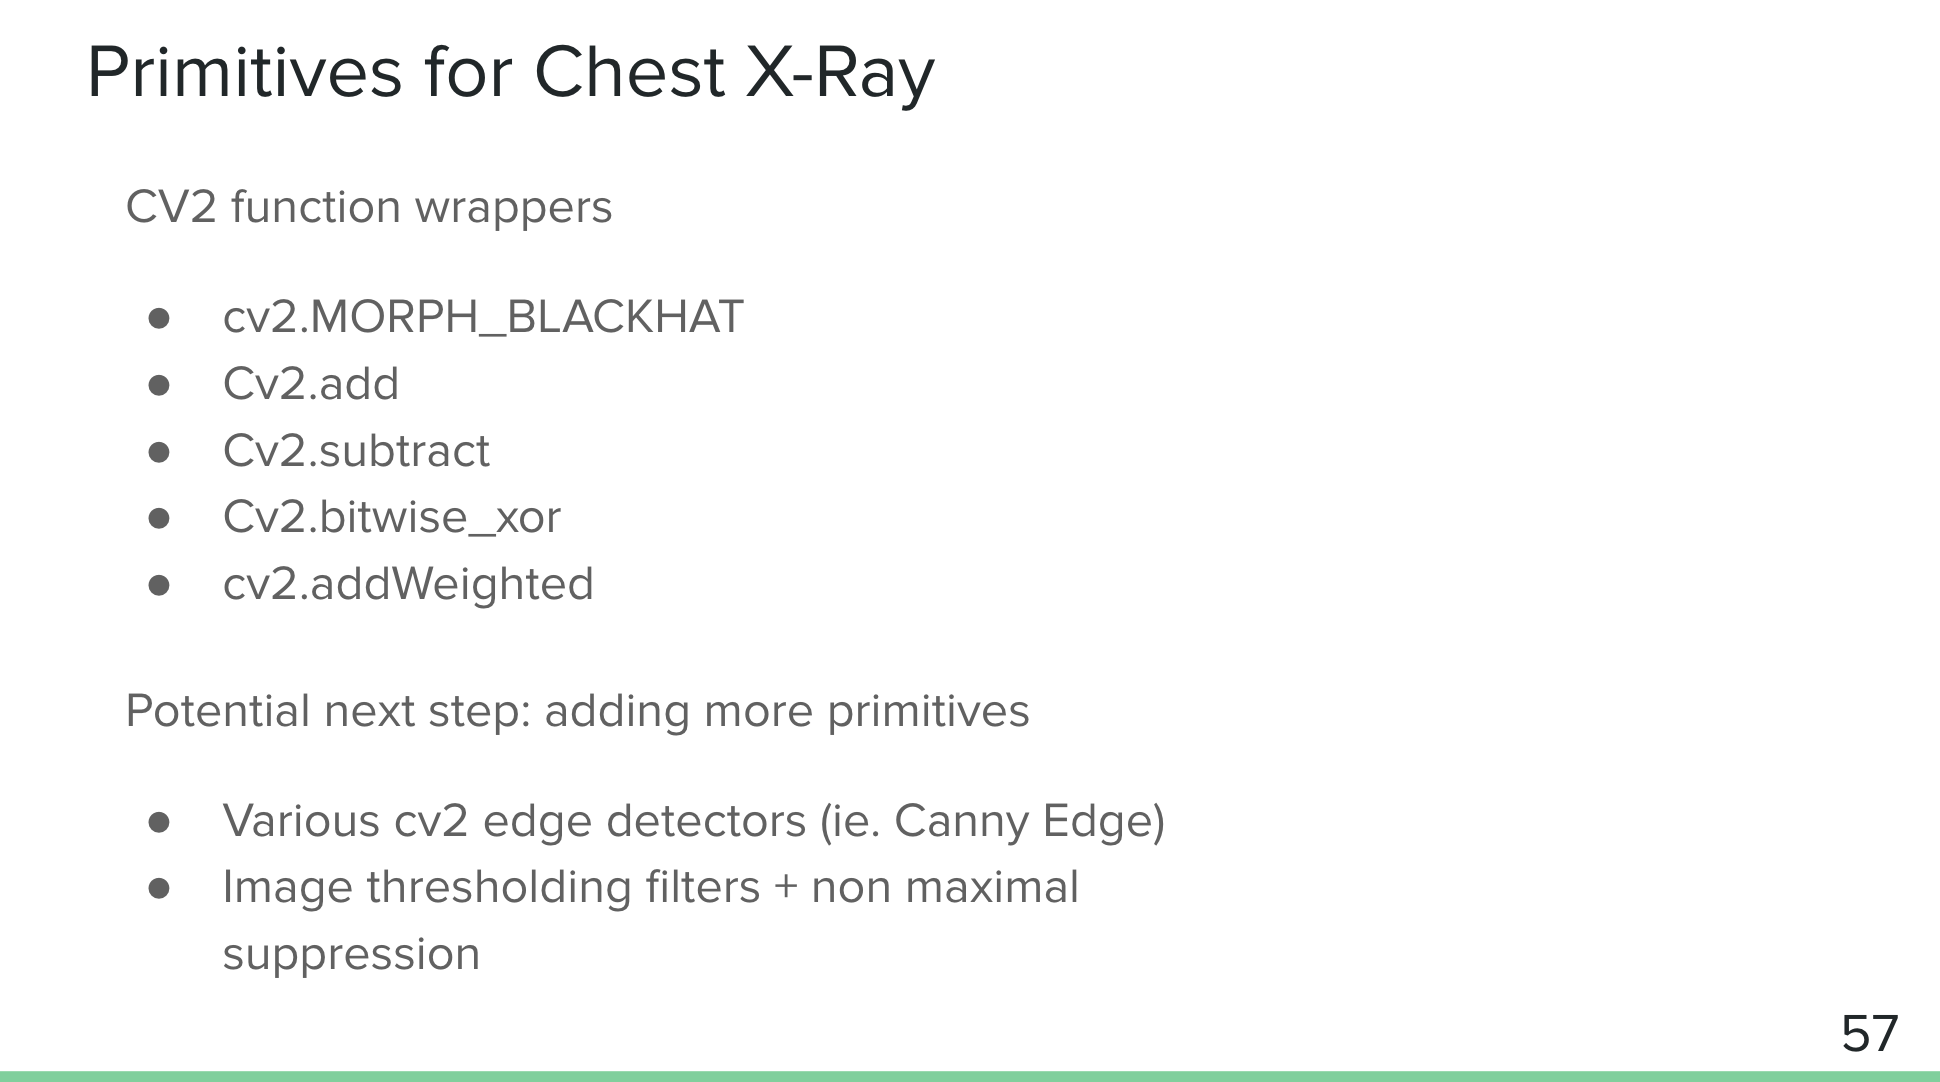 Primitives for Chest X-Ray
CV2 function wrappers
● cv2.MORPH_BLACKHAT
● Cv2.add
● Cv2.subtract
● Cv2.bitwise_xor
● cv2.addWeighted
Potential next step: adding more primitives
● Various cv2 edge detectors (ie. Canny Edge)
● Image thresholding filters + non maximal
suppression
57